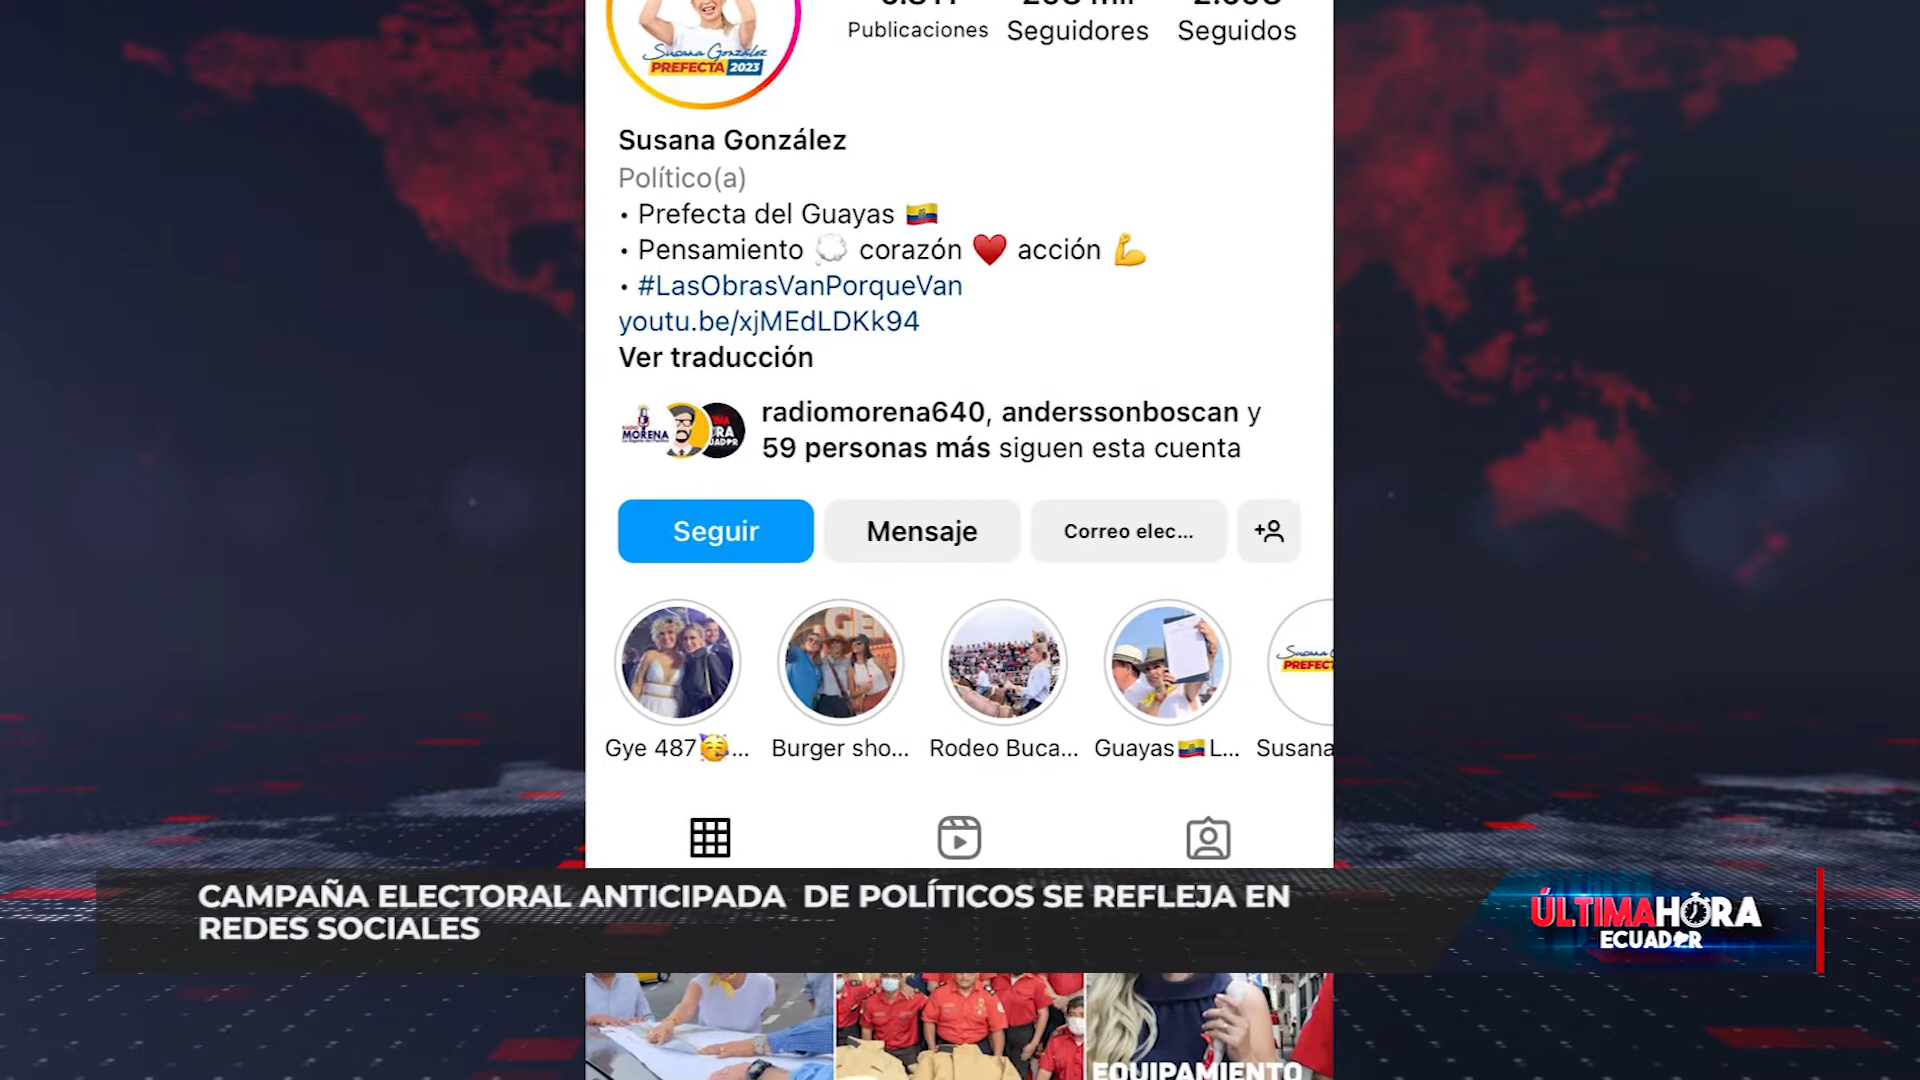 Publicaciones Seguidores Seguidos
Susana González
PREFECTA 2023
Susana González
Político(a)
• Prefecta del Guayas 🇪🇨
• Pensamiento 💭 corazón ❤️ acción 💪
• #LasObrasVanPorqueVan
youtu.be/xjMEdLDKk94
Ver traducción
radiomorena640, anderssonboscan y
59 personas más siguen esta cuenta
MORENA
Seguir
Mensaje
Correo elec...
Gye 487🥳...
Burger sho...
Rodeo Buca...
Guayas🇪🇨L...
Susana
CAMPAÑA ELECTORAL ANTICIPADA DE POLÍTICOS SE REFLEJA EN
REDES SOCIALES
ÚLTIMAHORA
ECUADOR
EQUIPAMIENTO